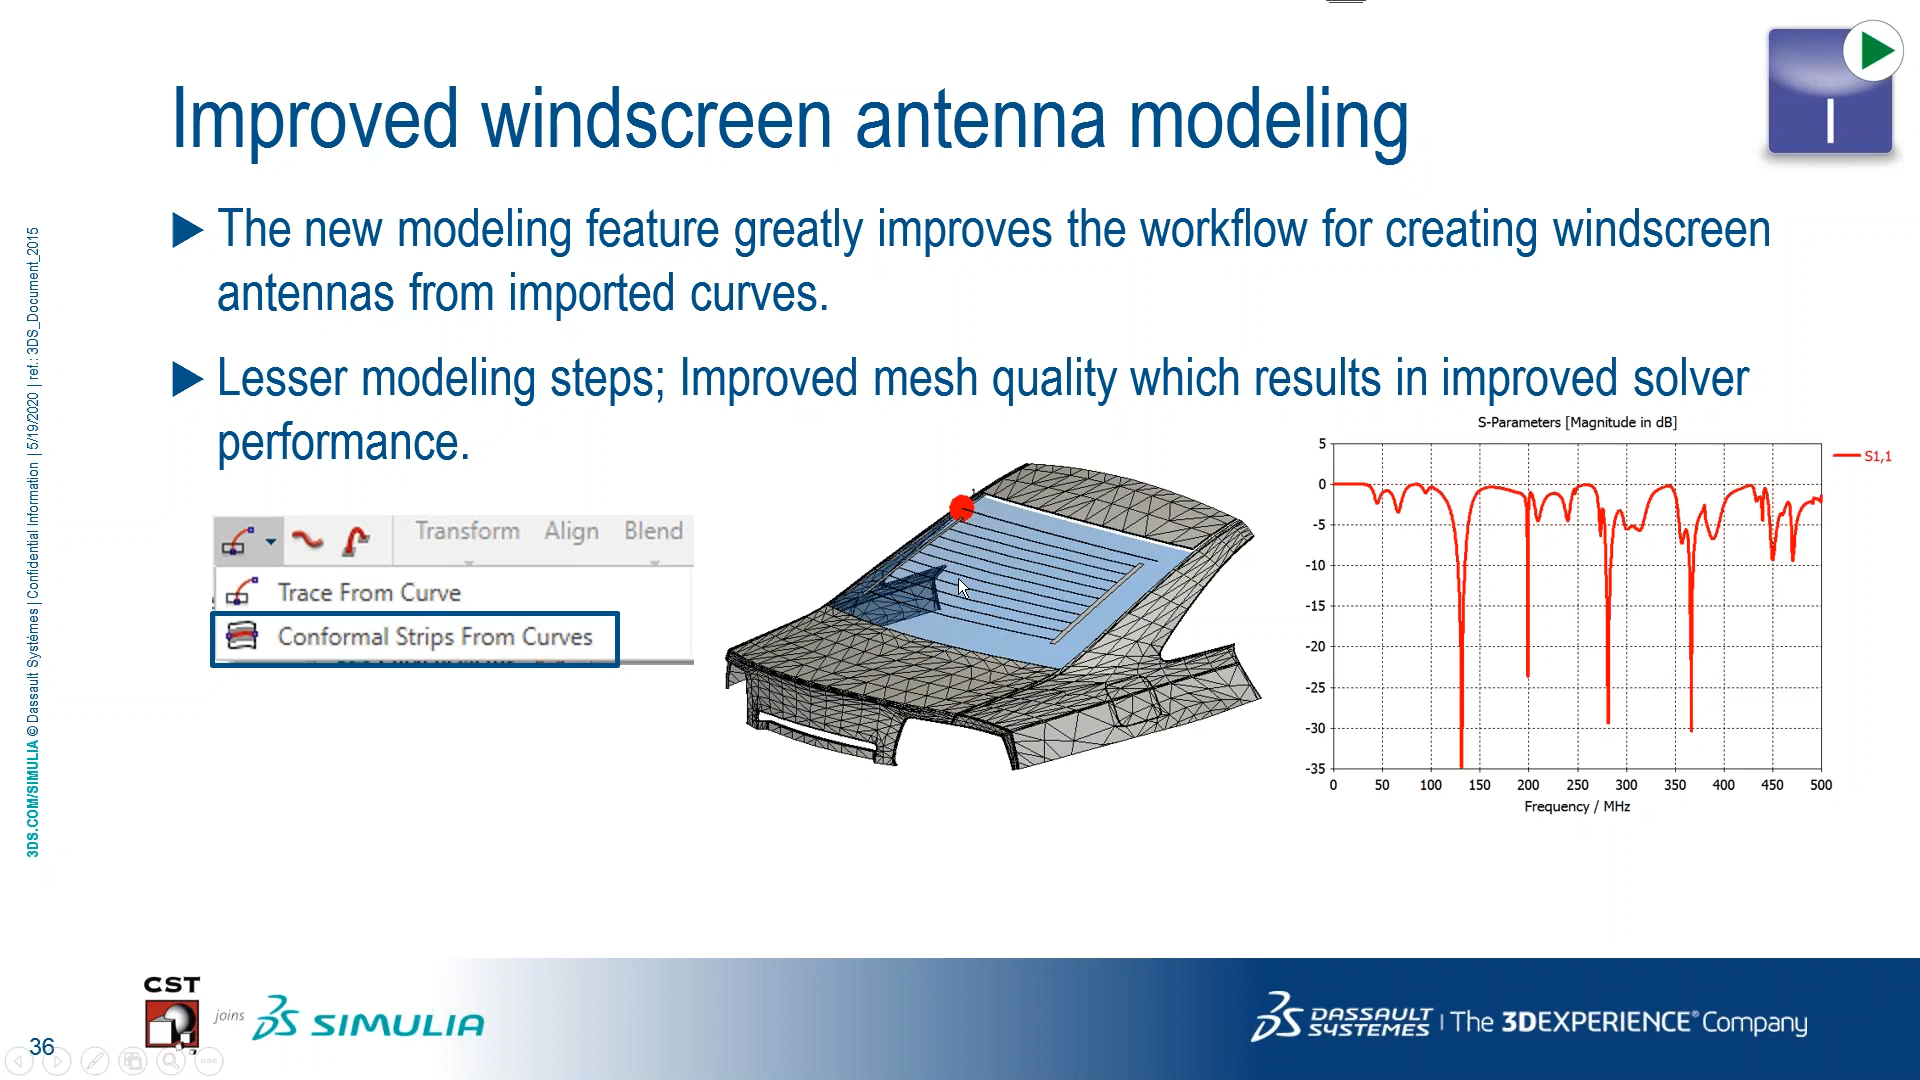 Improved windscreen antenna modeling
The new modeling feature greatly improves the workflow for creating windscreen
antennas from imported curves.
Lesser modeling steps; Improved mesh quality which results in improved solver
performance.
Transform Align Blend
Trace From Curve
Conformal Strips From Curves
S-Parameters [Magnitude in dB]
S1,1
5
0
-5
-10
-15
-20
-25
-30
-35
0 50 100 150 200 250 300 350 400 450 500
Frequency / MHz
3DS.COM/SIMULIA © Dassault Systèmes | Confidential Information | 5/19/2020 | ref.: 3DS_Document_2015
36
CST
joins
SIMULIA
DASSAULT SYSTEMES | The 3DEXPERIENCE® Company